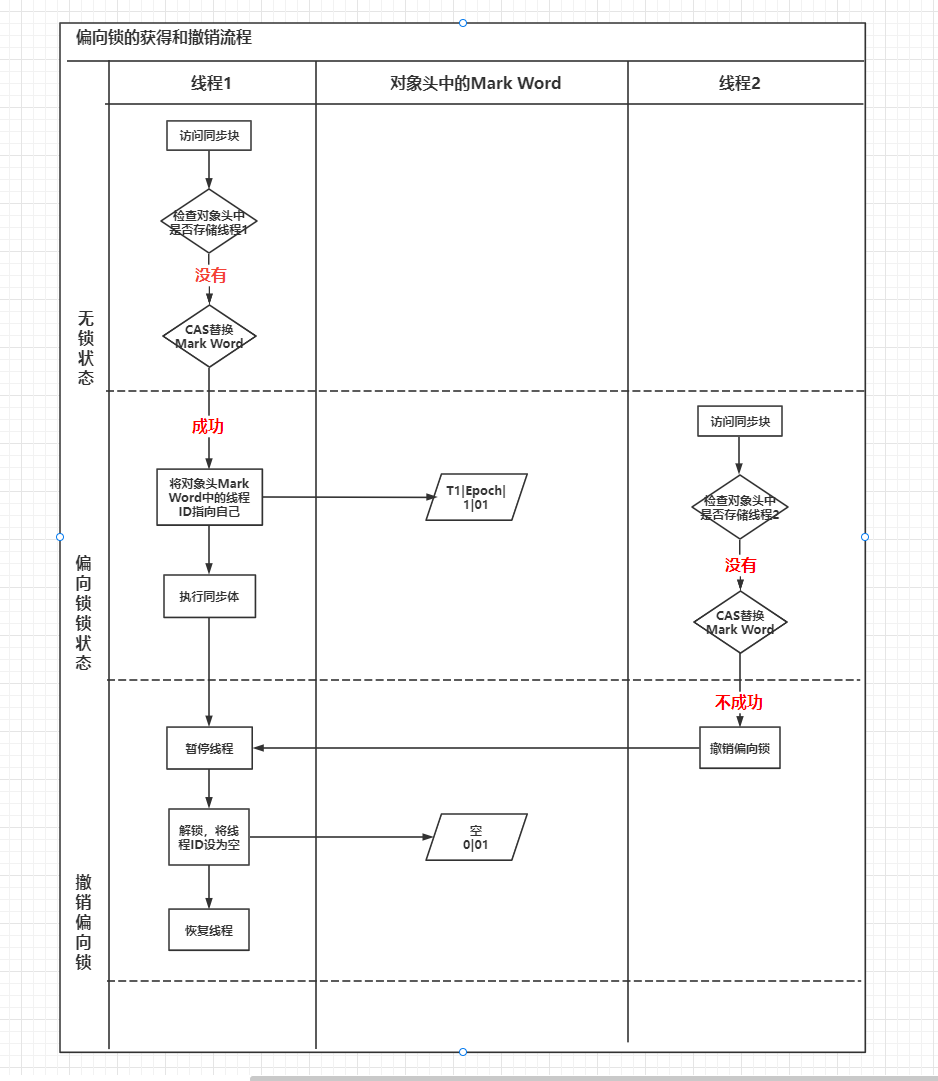 偏向锁的获得和撤销流程
线程1
对象头中的Mark Word
线程2
访问同步块
检查对象头中
是否存储线程1
没有
CAS替换
Mark Word
无
锁
状
态
成功
将对象头Mark
Word中的线程
ID指向自己
T1|Epoch|
1|01
访问同步块
检查对象头中
是否存储线程2
没有
CAS替换
Mark Word
执行同步体
偏
向
锁
锁
状
态
不成功
暂停线程
撤销偏向锁
解锁，将线
程ID设为空
空
0|01
恢复线程
撤
销
偏
向
锁